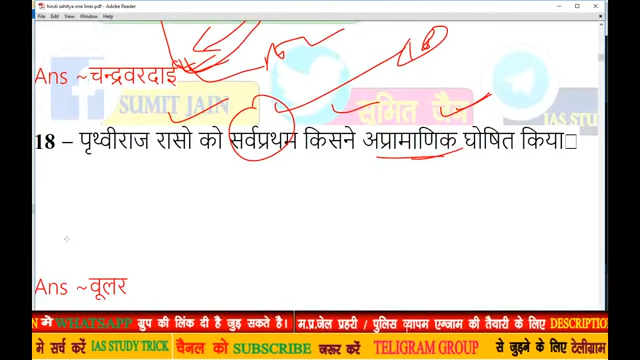 hindi sahitya one lines.pdf - Adobe Reader
File Edit View Window Help
Ans ~चन्द्रवरदाई
SUMIT JAIN सुमित जैन IAS STUDY
18 – पृथ्वीराज रासो को सर्वप्रथम किसने अप्रामाणिक घोषित किया
Ans ~वूलर
N मे WHATSAPP ग्रुप की लिंक दी है जुड़ सकते है। म.प्र.जेल प्रहरी / पुलिस व्यापम एग्जाम की तैयारी के लिए DESCRIPTION
मे सर्च करें IAS STUDY TRICK चैनल को SUBSCRIBE जरूर करें TELIGRAM GROUP से जुड़ने के लिए टेलीग्राम